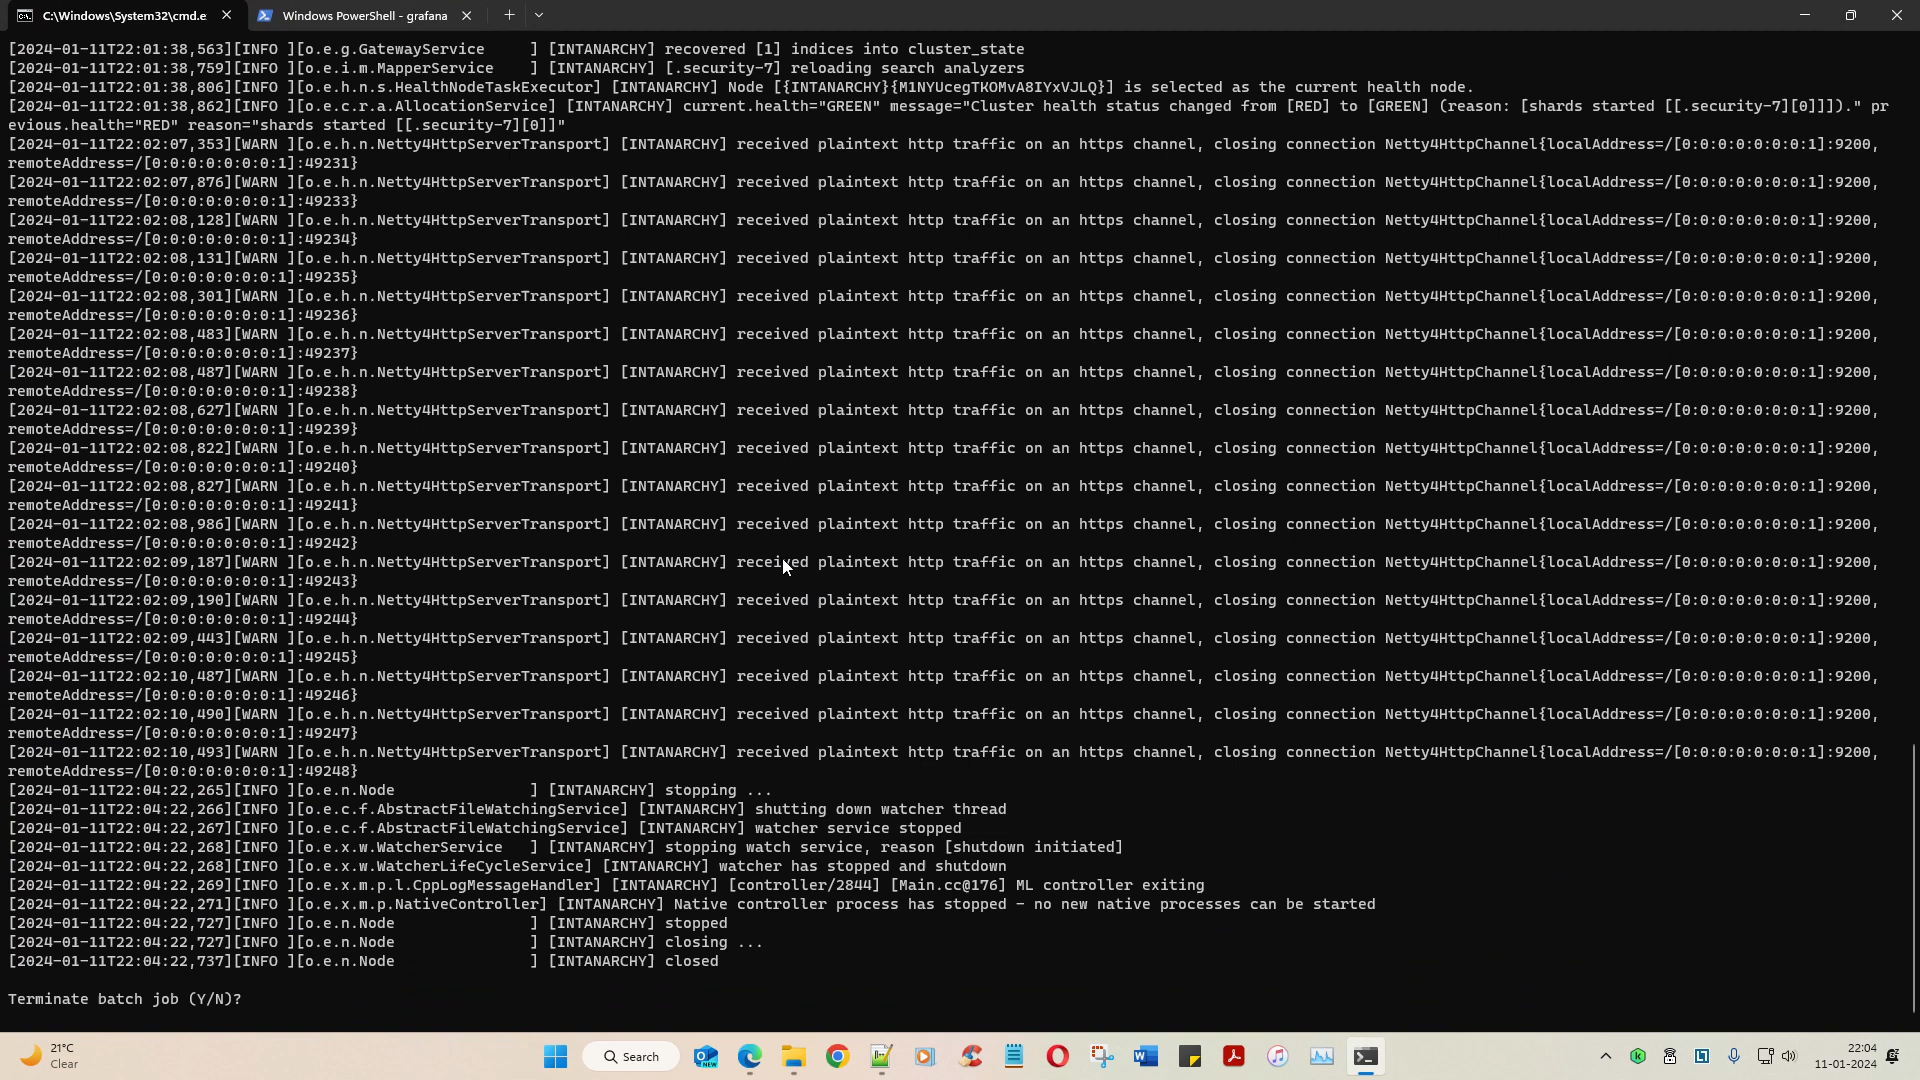 C:\Windows\System32\cmd.e
Windows PowerShell - grafana
[2024-01-11T22:01:38,563][INFO ][o.e.g.GatewayService     ] [INTANARCHY] recovered [1] indices into cluster_state
[2024-01-11T22:01:38,759][INFO ][o.e.i.m.MapperService    ] [INTANARCHY] [.security-7] reloading search analyzers
[2024-01-11T22:01:38,806][INFO ][o.e.h.n.s.HealthNodeTaskExecutor] [INTANARCHY] Node [{INTANARCHY}{M1NYUcegTKOMvA8IYxVJLQ}] is selected as the current health node.
[2024-01-11T22:01:38,862][INFO ][o.e.c.r.a.AllocationService] [INTANARCHY] current.health="GREEN" message="Cluster health status changed from [RED] to [GREEN] (reason: [shards started [[.security-7][0]]])." pr
evious.health="RED" reason="shards started [[.security-7][0]]"
[2024-01-11T22:02:07,353][WARN ][o.e.h.n.Netty4HttpServerTransport] [INTANARCHY] received plaintext http traffic on an https channel, closing connection Netty4HttpChannel{localAddress=/[0:0:0:0:0:0:0:1]:9200,
remoteAddress=/[0:0:0:0:0:0:0:1]:49231}
[2024-01-11T22:02:07,876][WARN ][o.e.h.n.Netty4HttpServerTransport] [INTANARCHY] received plaintext http traffic on an https channel, closing connection Netty4HttpChannel{localAddress=/[0:0:0:0:0:0:0:1]:9200,
remoteAddress=/[0:0:0:0:0:0:0:1]:49233}
[2024-01-11T22:02:08,128][WARN ][o.e.h.n.Netty4HttpServerTransport] [INTANARCHY] received plaintext http traffic on an https channel, closing connection Netty4HttpChannel{localAddress=/[0:0:0:0:0:0:0:1]:9200,
remoteAddress=/[0:0:0:0:0:0:0:1]:49234}
[2024-01-11T22:02:08,131][WARN ][o.e.h.n.Netty4HttpServerTransport] [INTANARCHY] received plaintext http traffic on an https channel, closing connection Netty4HttpChannel{localAddress=/[0:0:0:0:0:0:0:1]:9200,
remoteAddress=/[0:0:0:0:0:0:0:1]:49235}
[2024-01-11T22:02:08,301][WARN ][o.e.h.n.Netty4HttpServerTransport] [INTANARCHY] received plaintext http traffic on an https channel, closing connection Netty4HttpChannel{localAddress=/[0:0:0:0:0:0:0:1]:9200,
remoteAddress=/[0:0:0:0:0:0:0:1]:49236}
[2024-01-11T22:02:08,483][WARN ][o.e.h.n.Netty4HttpServerTransport] [INTANARCHY] received plaintext http traffic on an https channel, closing connection Netty4HttpChannel{localAddress=/[0:0:0:0:0:0:0:1]:9200,
remoteAddress=/[0:0:0:0:0:0:0:1]:49237}
[2024-01-11T22:02:08,487][WARN ][o.e.h.n.Netty4HttpServerTransport] [INTANARCHY] received plaintext http traffic on an https channel, closing connection Netty4HttpChannel{localAddress=/[0:0:0:0:0:0:0:1]:9200,
remoteAddress=/[0:0:0:0:0:0:0:1]:49238}
[2024-01-11T22:02:08,627][WARN ][o.e.h.n.Netty4HttpServerTransport] [INTANARCHY] received plaintext http traffic on an https channel, closing connection Netty4HttpChannel{localAddress=/[0:0:0:0:0:0:0:1]:9200,
remoteAddress=/[0:0:0:0:0:0:0:1]:49239}
[2024-01-11T22:02:08,822][WARN ][o.e.h.n.Netty4HttpServerTransport] [INTANARCHY] received plaintext http traffic on an https channel, closing connection Netty4HttpChannel{localAddress=/[0:0:0:0:0:0:0:1]:9200,
remoteAddress=/[0:0:0:0:0:0:0:1]:49240}
[2024-01-11T22:02:08,827][WARN ][o.e.h.n.Netty4HttpServerTransport] [INTANARCHY] received plaintext http traffic on an https channel, closing connection Netty4HttpChannel{localAddress=/[0:0:0:0:0:0:0:1]:9200,
remoteAddress=/[0:0:0:0:0:0:0:1]:49241}
[2024-01-11T22:02:08,986][WARN ][o.e.h.n.Netty4HttpServerTransport] [INTANARCHY] received plaintext http traffic on an https channel, closing connection Netty4HttpChannel{localAddress=/[0:0:0:0:0:0:0:1]:9200,
remoteAddress=/[0:0:0:0:0:0:0:1]:49242}
[2024-01-11T22:02:09,187][WARN ][o.e.h.n.Netty4HttpServerTransport] [INTANARCHY] received plaintext http traffic on an https channel, closing connection Netty4HttpChannel{localAddress=/[0:0:0:0:0:0:0:1]:9200,
remoteAddress=/[0:0:0:0:0:0:0:1]:49243}
[2024-01-11T22:02:09,190][WARN ][o.e.h.n.Netty4HttpServerTransport] [INTANARCHY] received plaintext http traffic on an https channel, closing connection Netty4HttpChannel{localAddress=/[0:0:0:0:0:0:0:1]:9200,
remoteAddress=/[0:0:0:0:0:0:0:1]:49244}
[2024-01-11T22:02:09,443][WARN ][o.e.h.n.Netty4HttpServerTransport] [INTANARCHY] received plaintext http traffic on an https channel, closing connection Netty4HttpChannel{localAddress=/[0:0:0:0:0:0:0:1]:9200,
remoteAddress=/[0:0:0:0:0:0:0:1]:49245}
[2024-01-11T22:02:10,487][WARN ][o.e.h.n.Netty4HttpServerTransport] [INTANARCHY] received plaintext http traffic on an https channel, closing connection Netty4HttpChannel{localAddress=/[0:0:0:0:0:0:0:1]:9200,
remoteAddress=/[0:0:0:0:0:0:0:1]:49246}
[2024-01-11T22:02:10,490][WARN ][o.e.h.n.Netty4HttpServerTransport] [INTANARCHY] received plaintext http traffic on an https channel, closing connection Netty4HttpChannel{localAddress=/[0:0:0:0:0:0:0:1]:9200,
remoteAddress=/[0:0:0:0:0:0:0:1]:49247}
[2024-01-11T22:02:10,493][WARN ][o.e.h.n.Netty4HttpServerTransport] [INTANARCHY] received plaintext http traffic on an https channel, closing connection Netty4HttpChannel{localAddress=/[0:0:0:0:0:0:0:1]:9200,
remoteAddress=/[0:0:0:0:0:0:0:1]:49248}
[2024-01-11T22:04:22,265][INFO ][o.e.n.Node               ] [INTANARCHY] stopping ...
[2024-01-11T22:04:22,266][INFO ][o.e.c.f.AbstractFileWatchingService] [INTANARCHY] shutting down watcher thread
[2024-01-11T22:04:22,267][INFO ][o.e.c.f.AbstractFileWatchingService] [INTANARCHY] watcher service stopped
[2024-01-11T22:04:22,268][INFO ][o.e.x.w.WatcherService   ] [INTANARCHY] stopping watch service, reason [shutdown initiated]
[2024-01-11T22:04:22,268][INFO ][o.e.x.w.WatcherLifeCycleService] [INTANARCHY] watcher has stopped and shutdown
[2024-01-11T22:04:22,269][INFO ][o.e.x.m.p.l.CppLogMessageHandler] [INTANARCHY] [controller/2844] [Main.cc@176] ML controller exiting
[2024-01-11T22:04:22,271][INFO ][o.e.x.m.p.NativeController] [INTANARCHY] Native controller process has stopped - no new native processes can be started
[2024-01-11T22:04:22,727][INFO ][o.e.n.Node               ] [INTANARCHY] stopped
[2024-01-11T22:04:22,727][INFO ][o.e.n.Node               ] [INTANARCHY] closing ...
[2024-01-11T22:04:22,737][INFO ][o.e.n.Node               ] [INTANARCHY] closed
Terminate batch job (Y/N)?
21°C
Clear
Search
22:04
11-01-2024